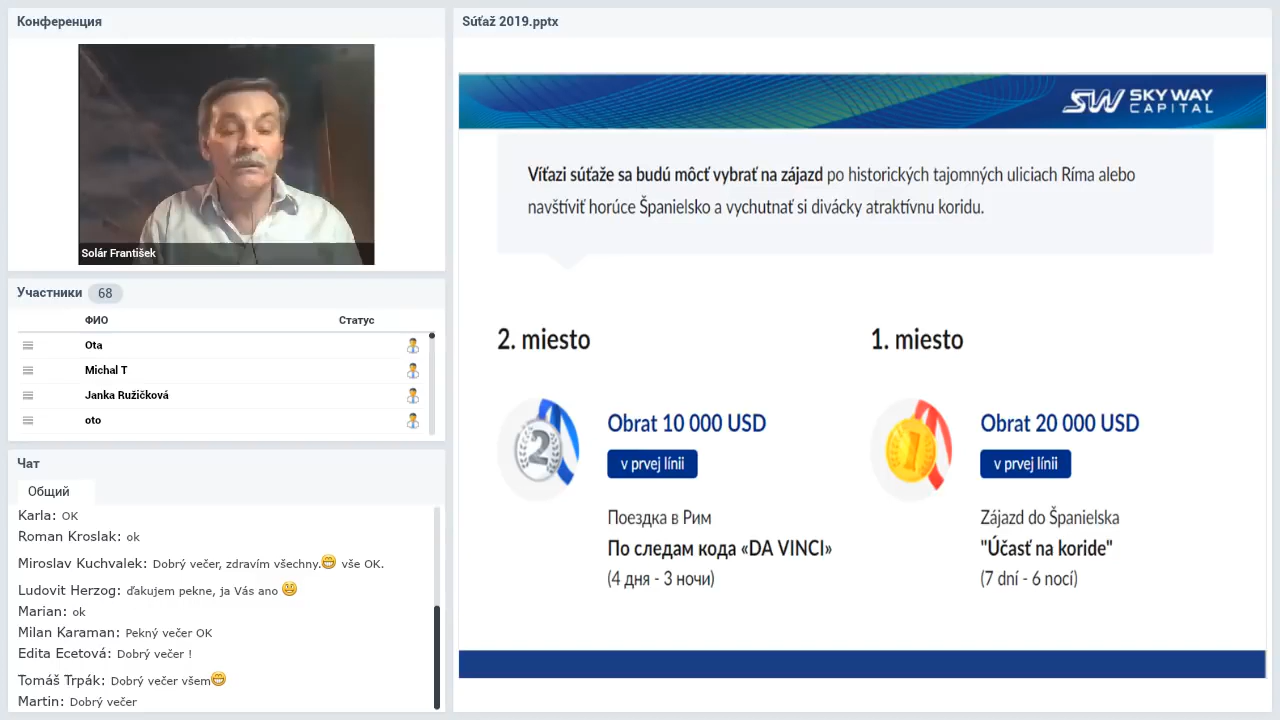 Конференция
Solár František
Участники 68
ФИО Статус
Ota
Michal T
Janka Ružičková
oto
Чат
Общий
Karla: OK
Roman Kroslak: ok
Miroslav Kuchvalek: Dobrý večer, zdravím všechny.😁 vše OK.
Ludovit Herzog: ďakujem pekne, ja Vás ano
Marian: ok
Milan Karaman: Pekný večer OK
Edita Ecetová: Dobrý večer !
Tomáš Trpák: Dobrý večer všem😁
Martin: Dobrý večer
Súťaž 2019.pptx
SW SKY WAY
CAPITAL
Víťazi súťaže sa budú môcť vybrať na zájazd po historických tajomných uliciach Ríma alebo
navštíviť horúce Španielsko a vychutnať si divácky atraktívnu koridu.
2. miesto
2
Obrat 10 000 USD
v prvej línii
Поездка в Рим
По следам кода «DA VINCI»
(4 дня - 3 ночи)
1. miesto
1
Obrat 20 000 USD
v prvej línii
Zájazd do Španielska
"Účasť na koride"
(7 dní - 6 nocí)